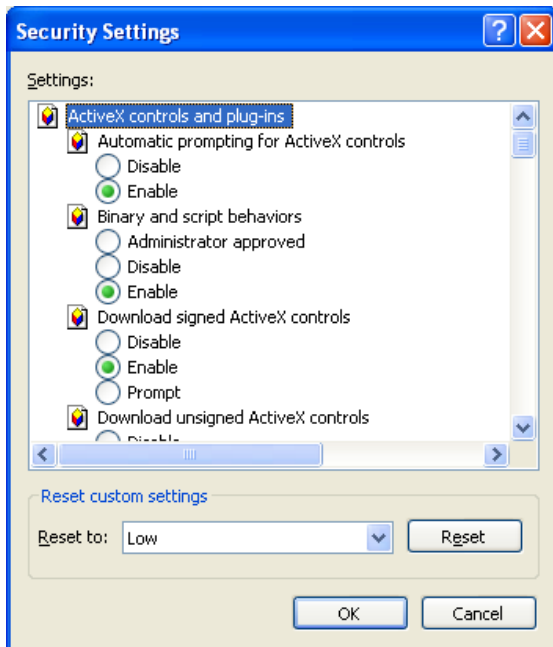 Security Settings
Settings:
ActiveX controls and plug-ins
Automatic prompting for ActiveX controls
Disable
Enable
Binary and script behaviors
Administrator approved
Disable
Enable
Download signed ActiveX controls
Disable
Enable
Prompt
Download unsigned ActiveX controls
Disable
Reset custom settings
Reset to: Low Reset
OK Cancel